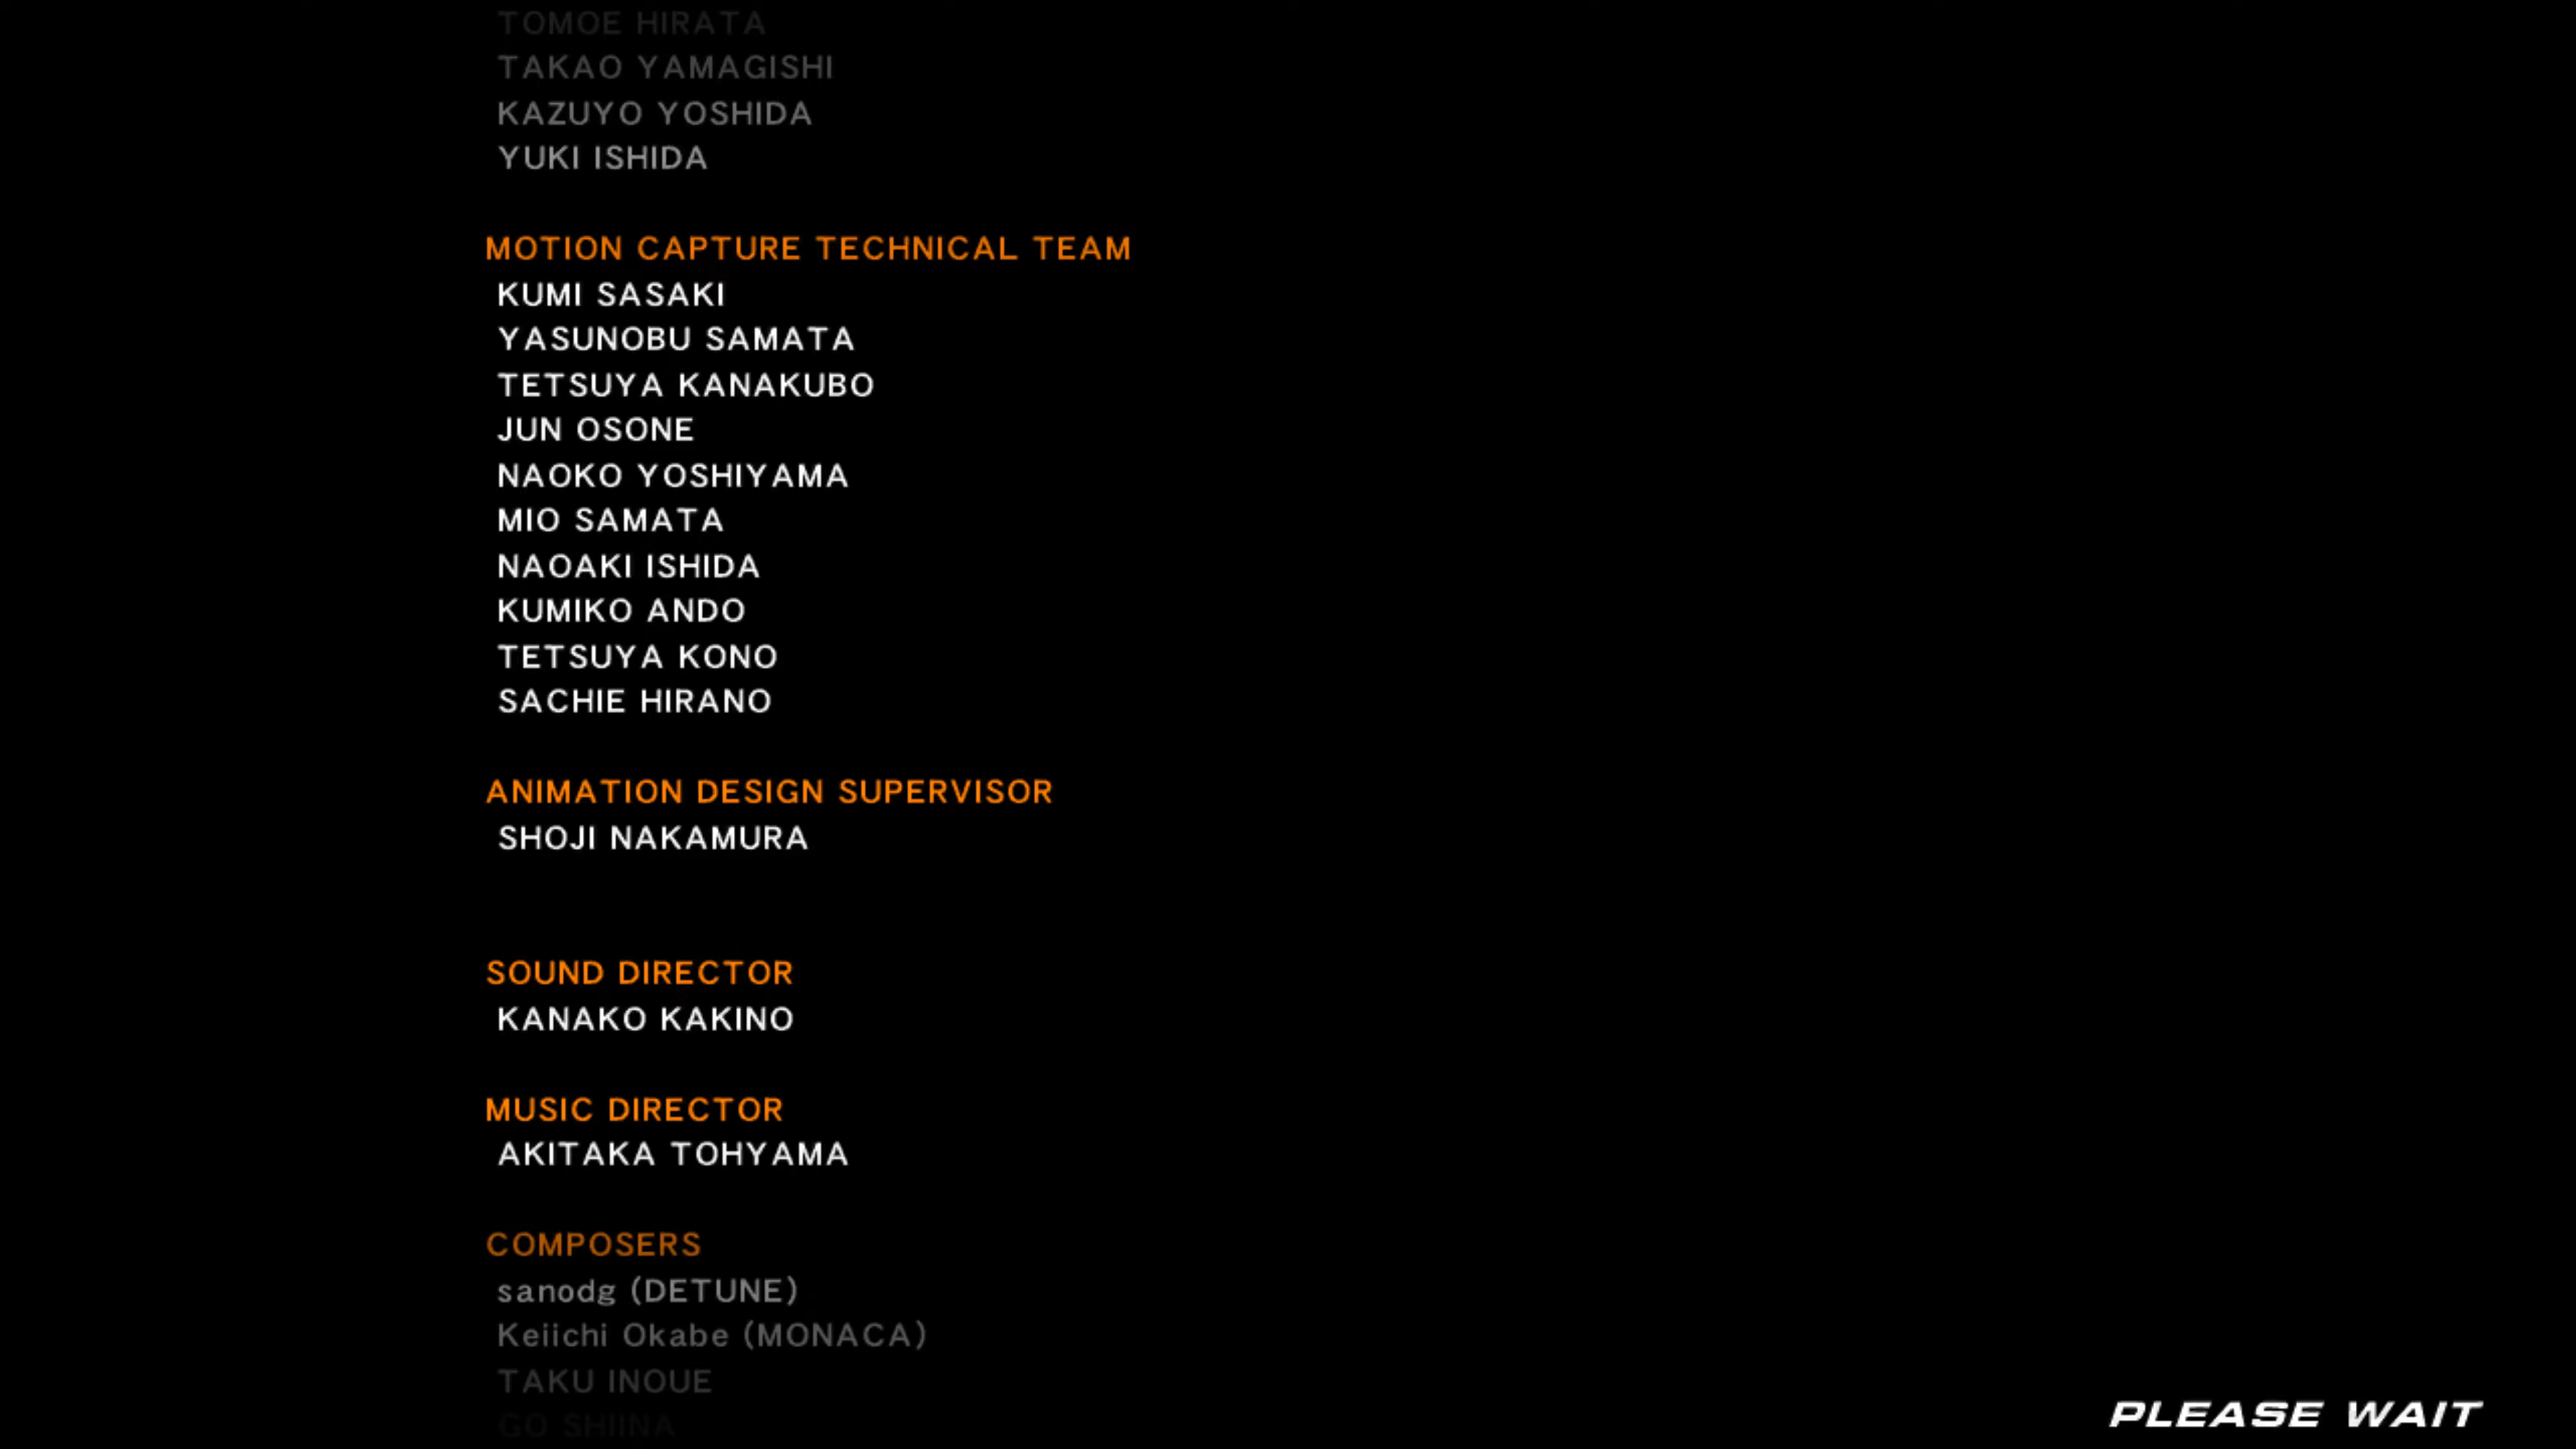 TOMOE HIRATA
TAKAO YAMAGISHI
KAZUYO YOSHIDA
YUKI ISHIDA
MOTION CAPTURE TECHNICAL TEAM
KUMI SASAKI
YASUNOBU SAMATA
TETSUYA KANAKUBO
JUN OSONE
NAOKO YOSHIYAMA
MIO SAMATA
NAOAKI ISHIDA
KUMIKO ANDO
TETSUYA KONO
SACHIE HIRANO
ANIMATION DESIGN SUPERVISOR
SHOJI NAKAMURA
SOUND DIRECTOR
KANAKO KAKINO
MUSIC DIRECTOR
AKITAKA TOHYAMA
COMPOSERS
sanodg (DETUNE)
Keiichi Okabe (MONACA)
TAKU INOUE
GO SHIINA
PLEASE WAIT